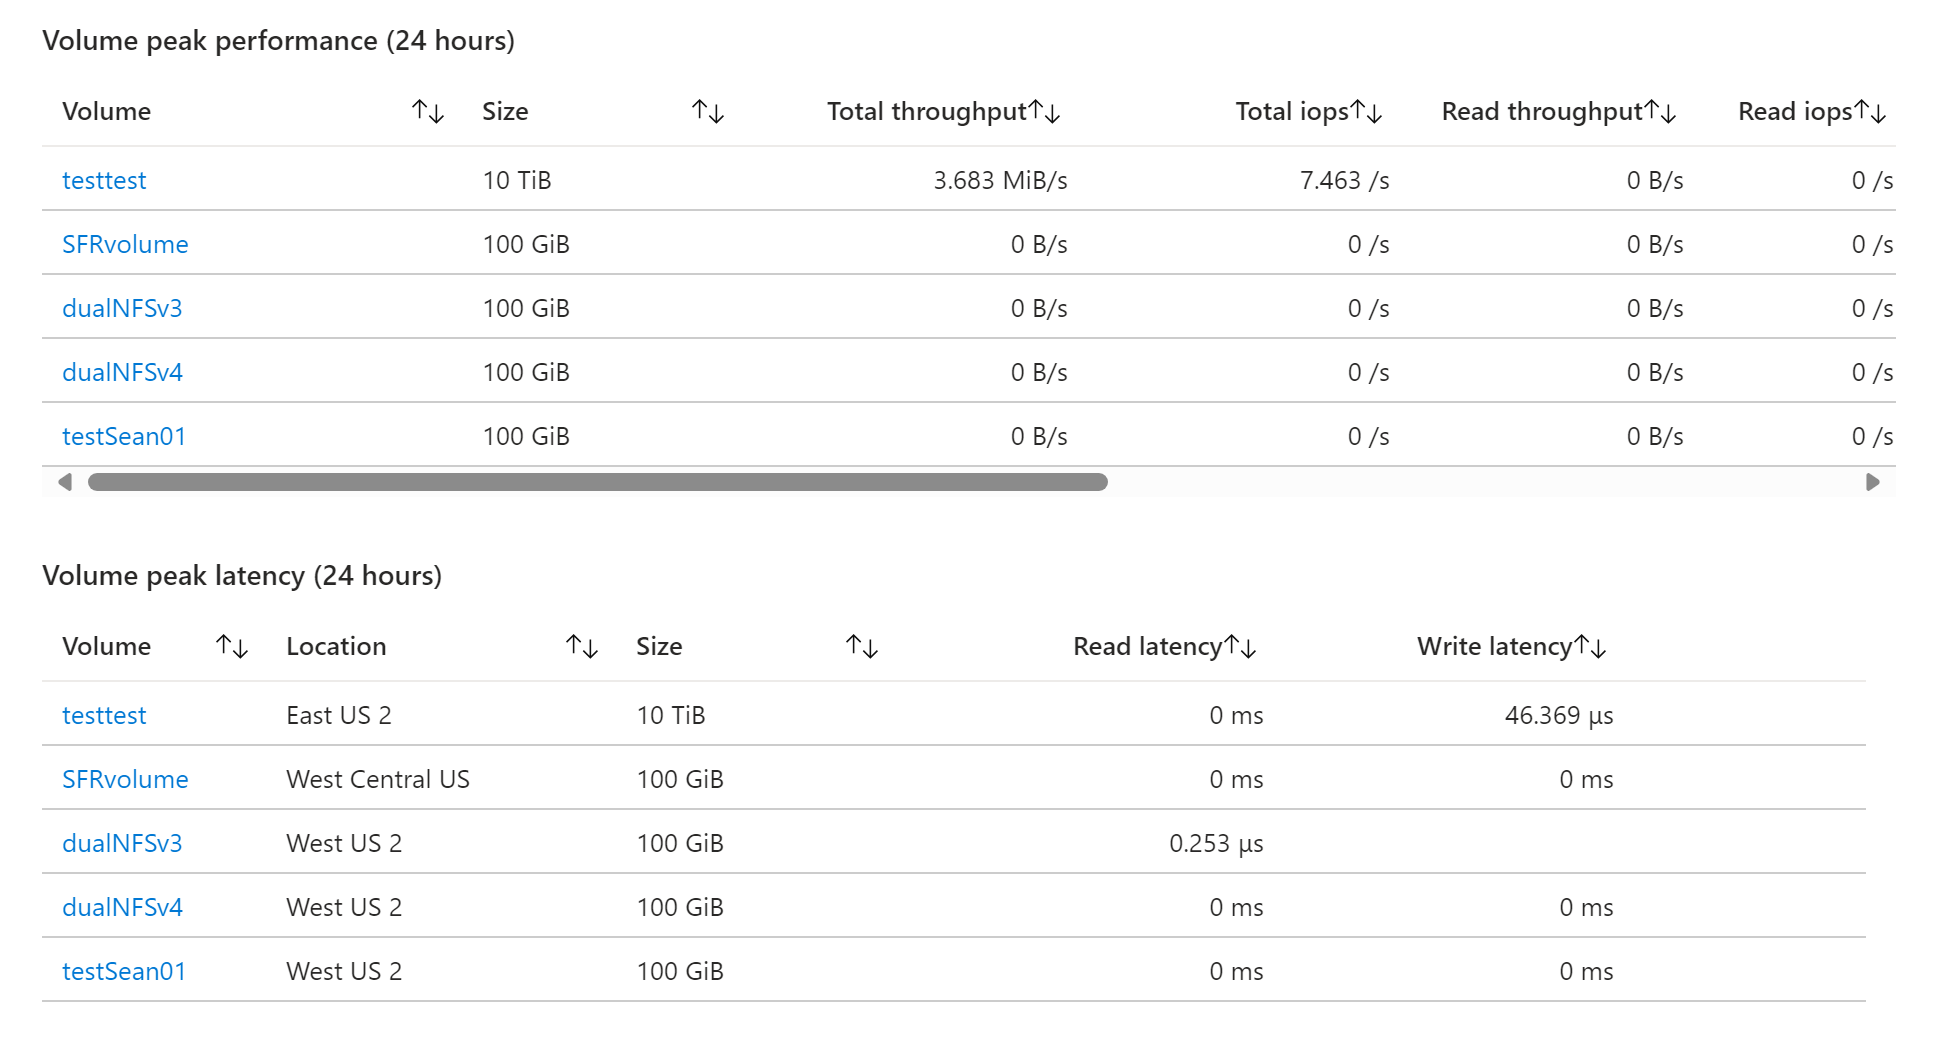 Volume peak performance (24 hours)
Volume ↑↓ Size ↑↓ Total throughput↑↓ Total iops↑↓ Read throughput↑↓ Read iops↑↓
testtest 10 TiB 3.683 MiB/s 7.463 /s 0 B/s 0 /s
SFRvolume 100 GiB 0 B/s 0 /s 0 B/s 0 /s
dualNFSv3 100 GiB 0 B/s 0 /s 0 B/s 0 /s
dualNFSv4 100 GiB 0 B/s 0 /s 0 B/s 0 /s
testSean01 100 GiB 0 B/s 0 /s 0 B/s 0 /s
Volume peak latency (24 hours)
Volume ↑↓ Location ↑↓ Size ↑↓ Read latency↑↓ Write latency↑↓
testtest East US 2 10 TiB 0 ms 46.369 µs
SFRvolume West Central US 100 GiB 0 ms 0 ms
dualNFSv3 West US 2 100 GiB 0.253 µs
dualNFSv4 West US 2 100 GiB 0 ms 0 ms
testSean01 West US 2 100 GiB 0 ms 0 ms